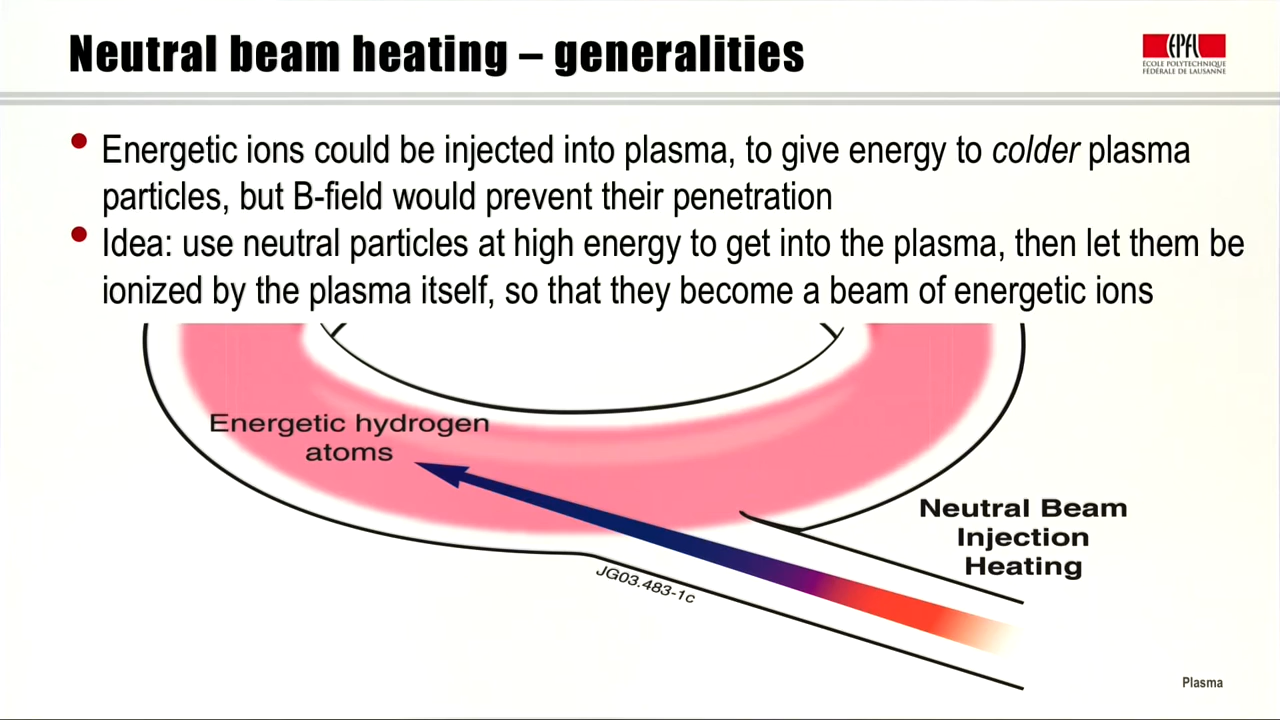 Neutral beam heating – generalities
EPFL
ÉCOLE POLYTECHNIQUE
FÉDÉRALE DE LAUSANNE
• Energetic ions could be injected into plasma, to give energy to colder plasma
particles, but B-field would prevent their penetration
• Idea: use neutral particles at high energy to get into the plasma, then let them be
ionized by the plasma itself, so that they become a beam of energetic ions
Energetic hydrogen
atoms
Neutral Beam
Injection
Heating
JG03.483-1c
Plasma